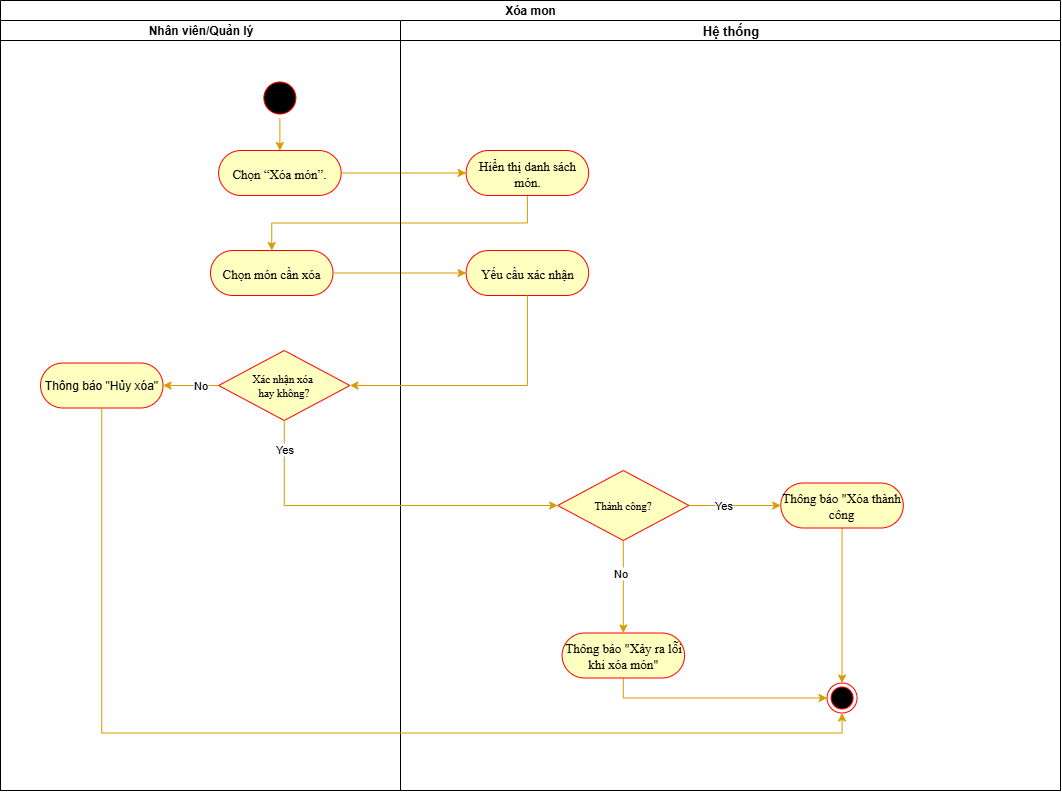 Xóa mon
Nhân viên/Quản lý
Hệ thống
Chọn “Xóa món”.
Hiển thị danh sách
món.
Chọn món cần xóa
Yếu cầu xác nhận
Xác nhận xóa
hay không?
No
Thông báo "Hủy xóa"
Yes
Thành công?
Yes
Thông báo "Xóa thành
công
No
Thông báo "Xảy ra lỗi
khi xóa món"